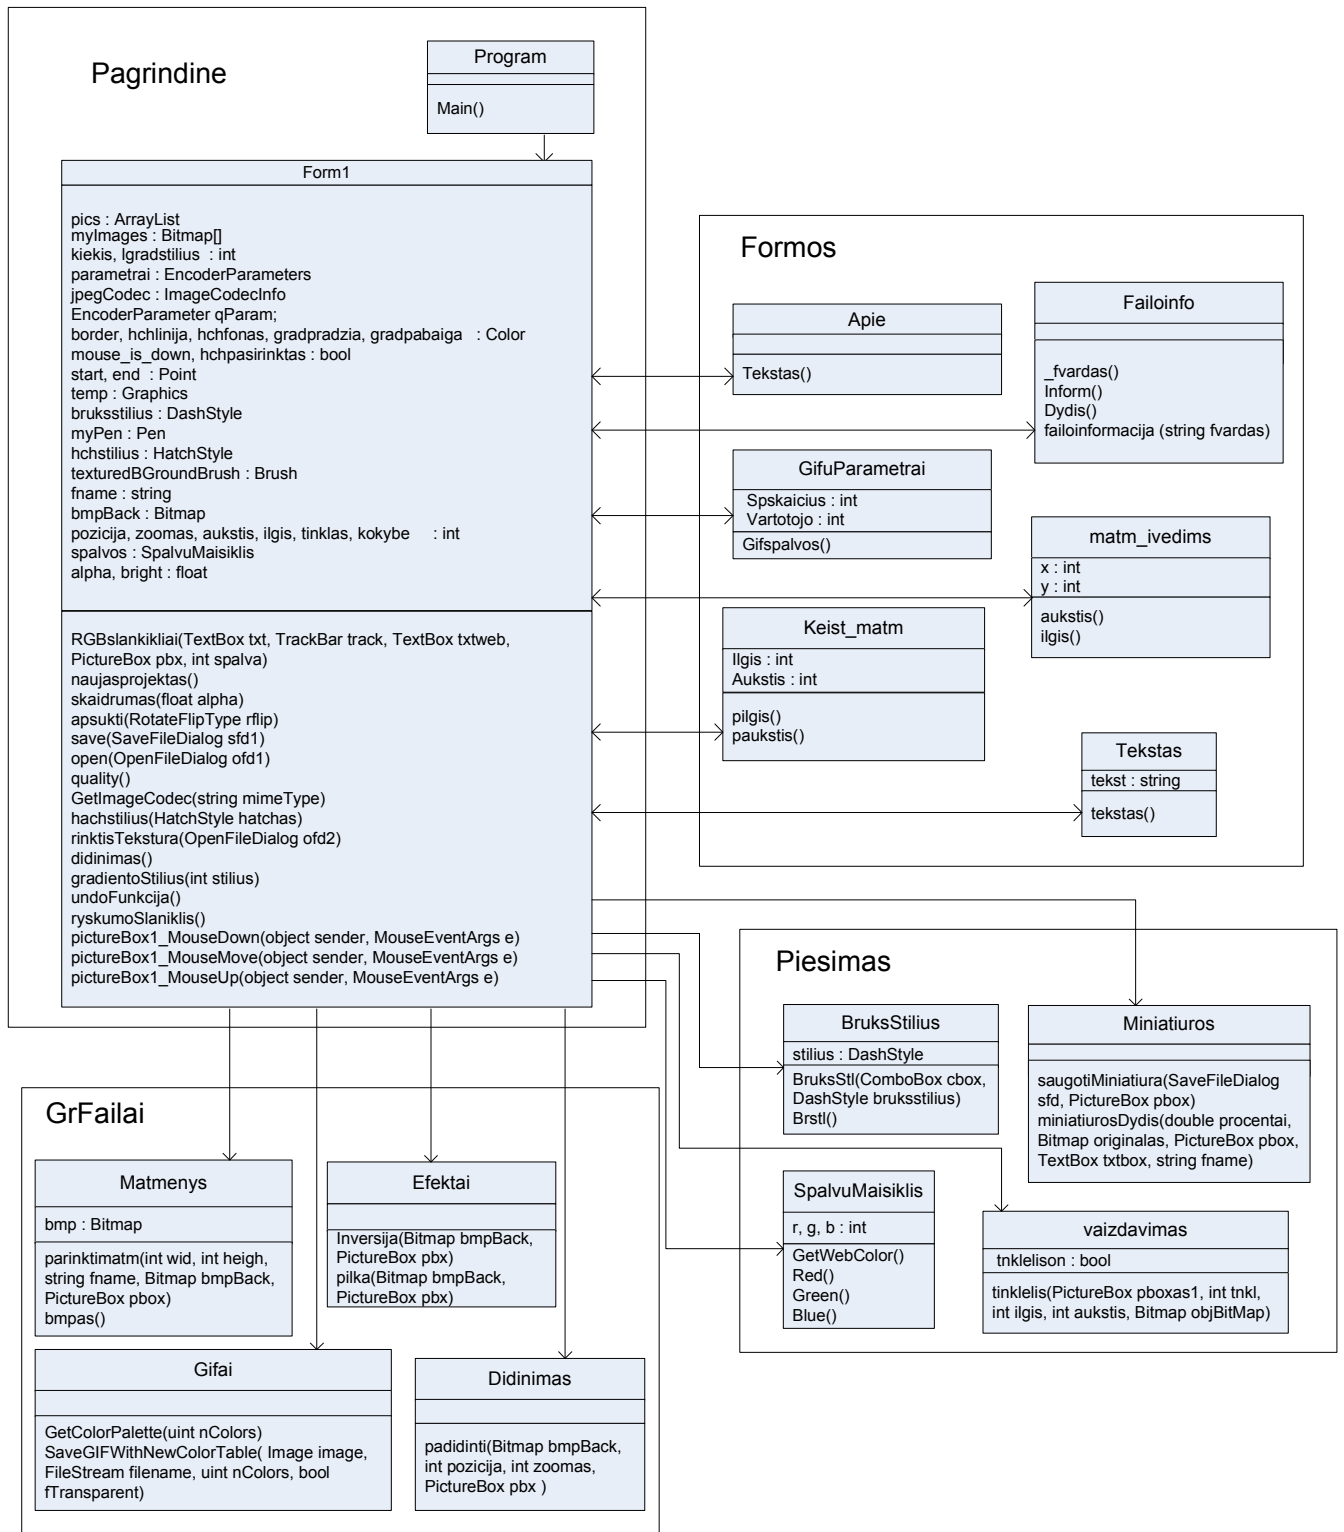 Pagrindine
Program
Main()
Form1
pics : ArrayList
myImages : Bitmap[]
kiekis, lgradstilius : int
parametrai : EncoderParameters
jpegCodec : ImageCodecInfo
EncoderParameter qParam;
border, hchlinija, hchfonas, gradpradzia, gradpabaiga : Color
mouse_is_down, hchpasirinktas : bool
start, end : Point
temp : Graphics
bruksstilius : DashStyle
myPen : Pen
hchstilius : HatchStyle
texturedBGroundBrush : Brush
fname : string
bmpBack : Bitmap
pozicija, zoomas, aukstis, ilgis, tinklas, kokybe : int
spalvos : SpalvuMaisiklis
alpha, bright : float
RGBslankikliai(TextBox txt, TrackBar track, TextBox txtweb,
PictureBox pbx, int spalva)
naujasprojektas()
skaidrumas(float alpha)
apsukti(RotateFlipType rflip)
save(SaveFileDialog sfd1)
open(OpenFileDialog ofd1)
quality()
GetImageCodec(string mimeType)
hachstilius(HatchStyle hatchas)
rinktisTekstura(OpenFileDialog ofd2)
didinimas()
gradientoStilius(int stilius)
undoFunkcija()
ryskumoSlaniklis()
pictureBox1_MouseDown(object sender, MouseEventArgs e)
pictureBox1_MouseMove(object sender, MouseEventArgs e)
pictureBox1_MouseUp(object sender, MouseEventArgs e)
Formos
Apie
Tekstas()
Failoinfo
_fvardas()
Inform()
Dydis()
failoinformacija (string fvardas)
GifuParametrai
Spskaicius : int
Vartotojo : int
Gifspalvos()
matm_ivedims
x : int
y : int
aukstis()
ilgis()
Keist_matm
Ilgis : int
Aukstis : int
pilgis()
paukstis()
Tekstas
tekst : string
tekstas()
Piesimas
BruksStilius
stilius : DashStyle
BruksStl(ComboBox cbox,
DashStyle bruksstilius)
Brstl()
Miniatiuros
saugotiMiniatiura(SaveFileDialog
sfd, PictureBox pbox)
miniatiurosDydis(double procentai,
Bitmap originalas, PictureBox pbox,
TextBox txtbox, string fname)
SpalvuMaisiklis
r, g, b : int
GetWebColor()
Red()
Green()
Blue()
vaizdavimas
tnklelison : bool
tinklelis(PictureBox pboxas1, int tnkl,
int ilgis, int aukstis, Bitmap objBitMap)
GrFailai
Matmenys
bmp : Bitmap
parinktimatm(int wid, int heigh,
string fname, Bitmap bmpBack,
PictureBox pbox)
bmpas()
Efektai
Inversija(Bitmap bmpBack,
PictureBox pbx)
pilka(Bitmap bmpBack,
PictureBox pbx)
Gifai
GetColorPalette(uint nColors)
SaveGIFWithNewColorTable( Image image,
FileStream filename, uint nColors, bool
fTransparent)
Didinimas
padidinti(Bitmap bmpBack,
int pozicija, int zoomas,
PictureBox pbx )